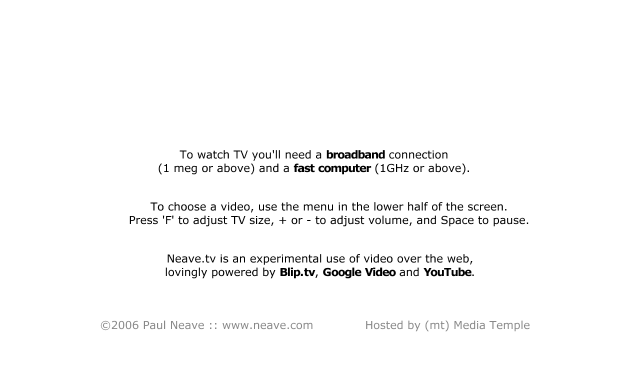 To watch TV you'll need a broadband connection
(1 meg or above) and a fast computer (1GHz or above).
To choose a video, use the menu in the lower half of the screen.
Press 'F' to adjust TV size, + or - to adjust volume, and Space to pause.
Neave.tv is an experimental use of video over the web,
lovingly powered by Blip.tv, Google Video and YouTube.
©2006 Paul Neave :: www.neave.com Hosted by (mt) Media Temple